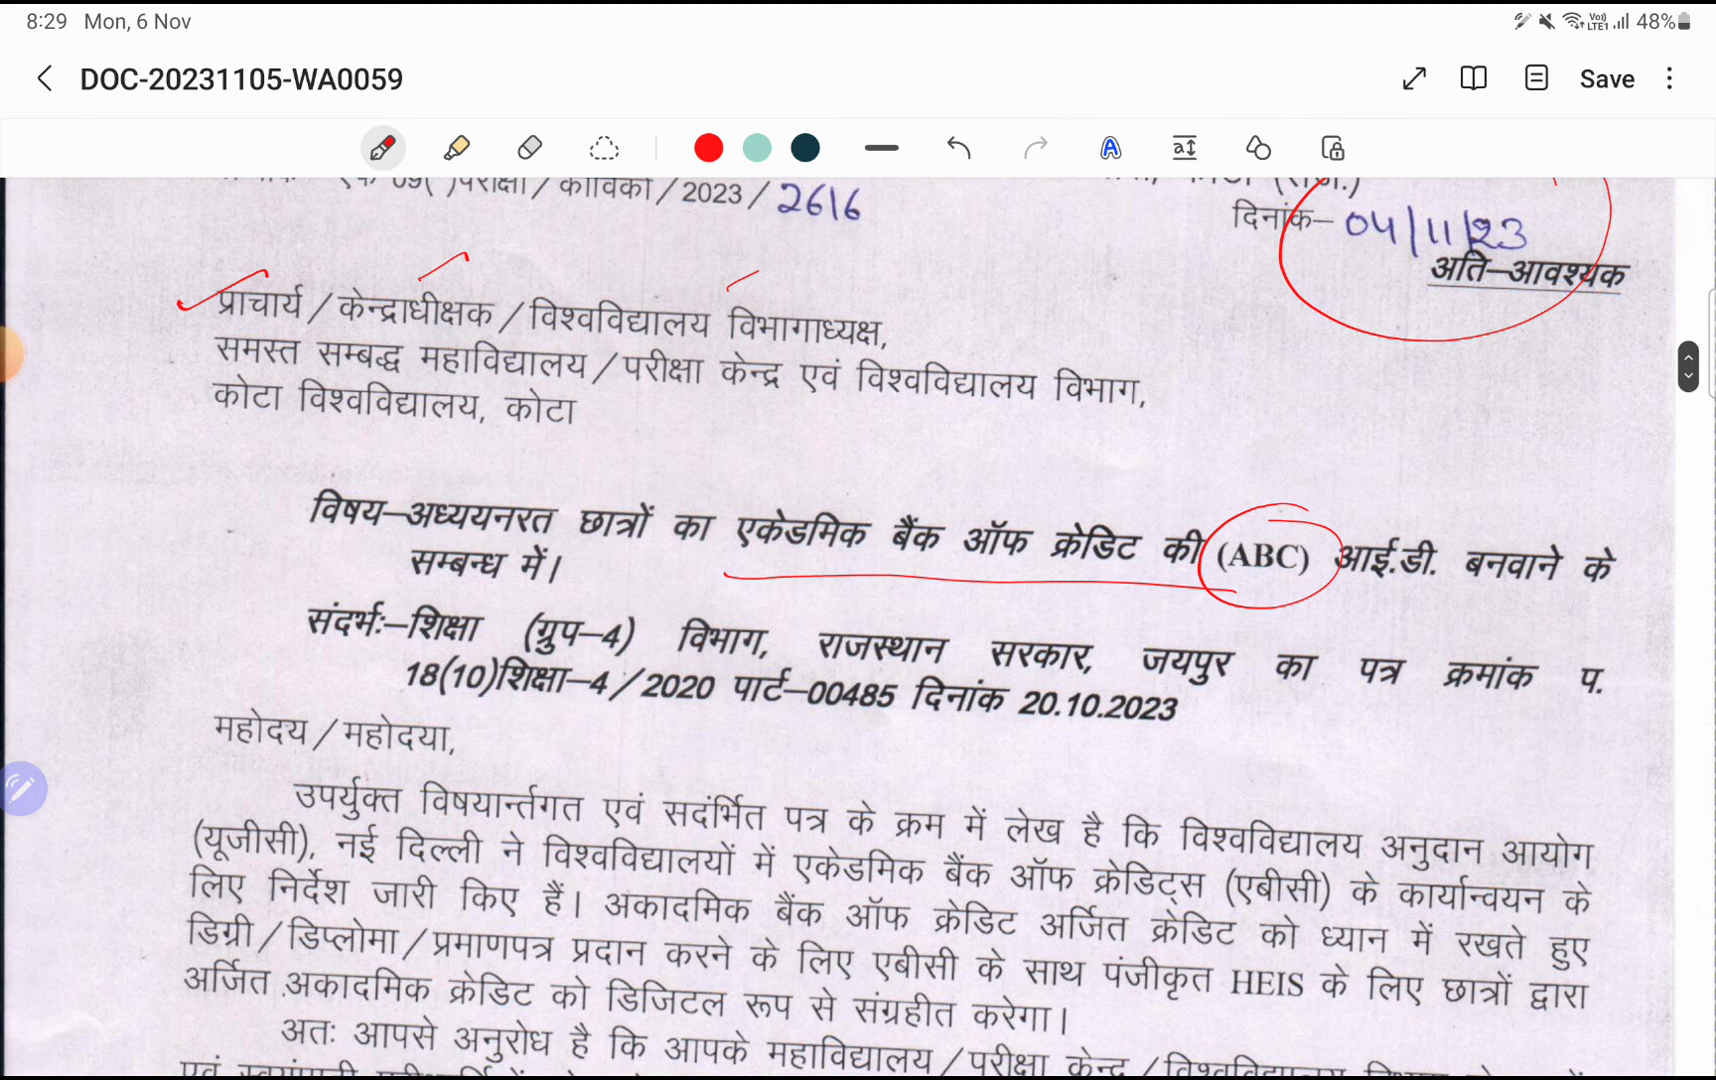 8:29 Mon, 6 Nov Vo) LTE1 48%
DOC-20231105-WA0059 Save
09( )परीक्षा/कोविको/2023/2616
दिनांक– 04/11/23
अति–आवश्यक
प्राचार्य/केन्द्राधीक्षक/विश्वविद्यालय विभागाध्यक्ष,
समस्त सम्बद्ध महाविद्यालय/परीक्षा केन्द्र एवं विश्वविद्यालय विभाग,
कोटा विश्वविद्यालय, कोटा
विषय–अध्ययनरत छात्रों का एकेडमिक बैंक ऑफ क्रेडिट की (ABC) आई.डी. बनवाने के
सम्बन्ध में।
संदर्भः–शिक्षा (ग्रुप–4) विभाग, राजस्थान सरकार, जयपुर का पत्र क्रमांक प.
18(10)शिक्षा–4/2020 पार्ट–00485 दिनांक 20.10.2023
महोदय/महोदया,
उपर्युक्त विषयार्न्तगत एवं सदंर्भित पत्र के क्रम में लेख है कि विश्वविद्यालय अनुदान आयोग
(यूजीसी), नई दिल्ली ने विश्वविद्यालयों में एकेडमिक बैंक ऑफ क्रेडिट्स (एबीसी) के कार्यान्वयन के
लिए निर्देश जारी किए हैं। अकादमिक बैंक ऑफ क्रेडिट अर्जित क्रेडिट को ध्यान में रखते हुए
डिग्री/डिप्लोमा/प्रमाणपत्र प्रदान करने के लिए एबीसी के साथ पंजीकृत HEIS के लिए छात्रों द्वारा
अर्जित अकादमिक क्रेडिट को डिजिटल रूप से संग्रहीत करेगा।
अतः आपसे अनुरोध है कि आपके महाविद्यालय/परीक्षा केन्द्र/विश्वविद्यालय